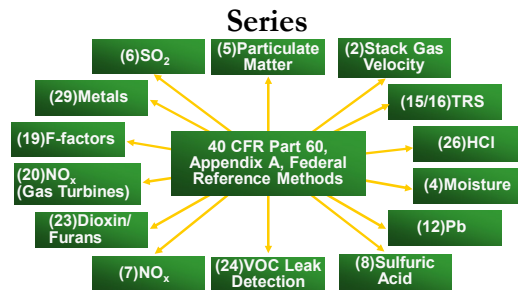 Series
(6)SO₂
(5)Particulate
Matter
(2)Stack Gas
Velocity
(29)Metals
(15/16)TRS
(19)F-factors
40 CFR Part 60,
Appendix A, Federal
Reference Methods
(26)HCl
(20)NOₓ
(Gas Turbines)
(4)Moisture
(23)Dioxin/
Furans
(12)Pb
(7)NOₓ
(24)VOC Leak
Detection
(8)Sulfuric
Acid